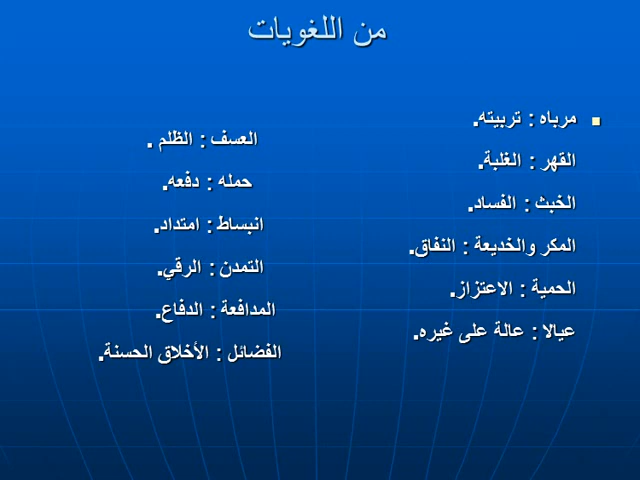 من اللغويات
مرباه : تربيته.
القهر : الغلبة.
الخبث : الفساد.
المكر والخديعة : النفاق.
الحمية : الاعتزاز.
عيالا : عالة على غيره.
العسف : الظلم .
حمله : دفعه.
انبساط : امتداد.
التمدن : الرقي.
المدافعة : الدفاع.
الفضائل : الأخلاق الحسنة.